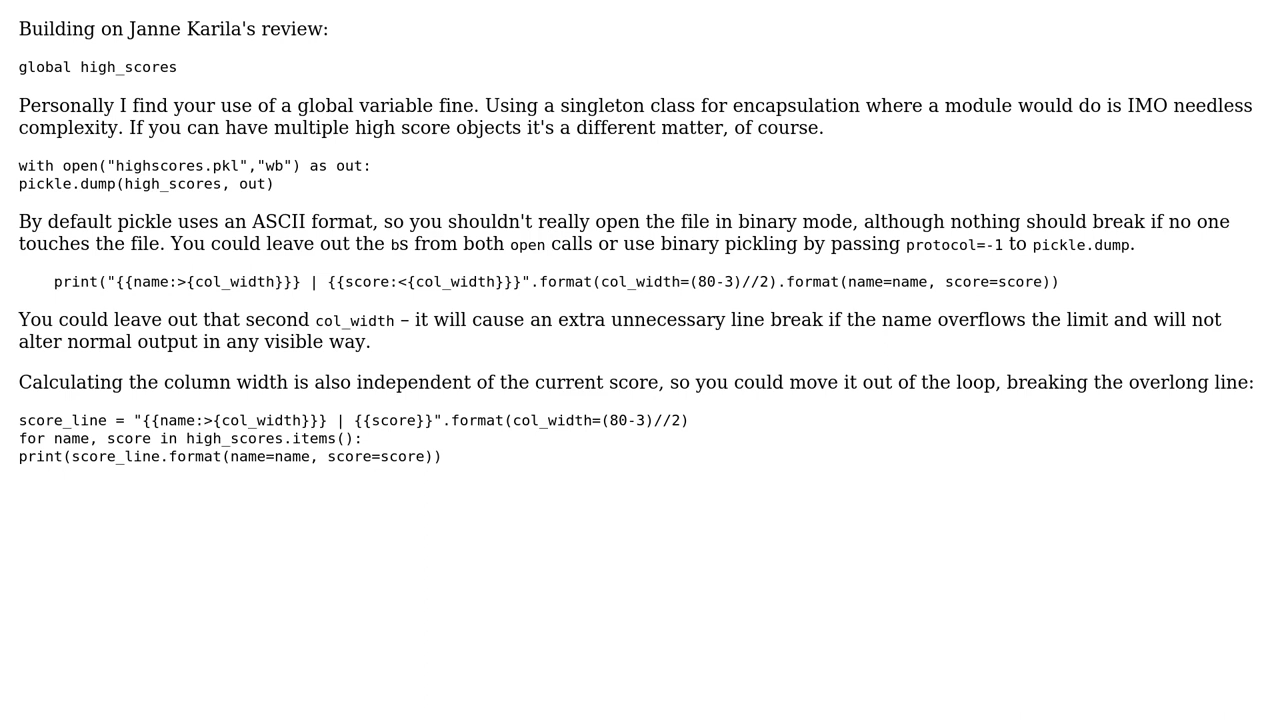 Building on Janne Karila's review:
global high_scores
Personally I find your use of a global variable fine. Using a singleton class for encapsulation where a module would do is IMO needless
complexity. If you can have multiple high score objects it's a different matter, of course.
with open("highscores.pkl","wb") as out:
pickle.dump(high_scores, out)
By default pickle uses an ASCII format, so you shouldn't really open the file in binary mode, although nothing should break if no one
touches the file. You could leave out the bs from both open calls or use binary pickling by passing protocol=-1 to pickle.dump.
    print("{{name:>{col_width}}} | {{score:<{col_width}}}".format(col_width=(80-3)//2).format(name=name, score=score))
You could leave out that second col_width – it will cause an extra unnecessary line break if the name overflows the limit and will not
alter normal output in any visible way.
Calculating the column width is also independent of the current score, so you could move it out of the loop, breaking the overlong line:
score_line = "{{name:>{col_width}}} | {{score}}".format(col_width=(80-3)//2)
for name, score in high_scores.items():
print(score_line.format(name=name, score=score))